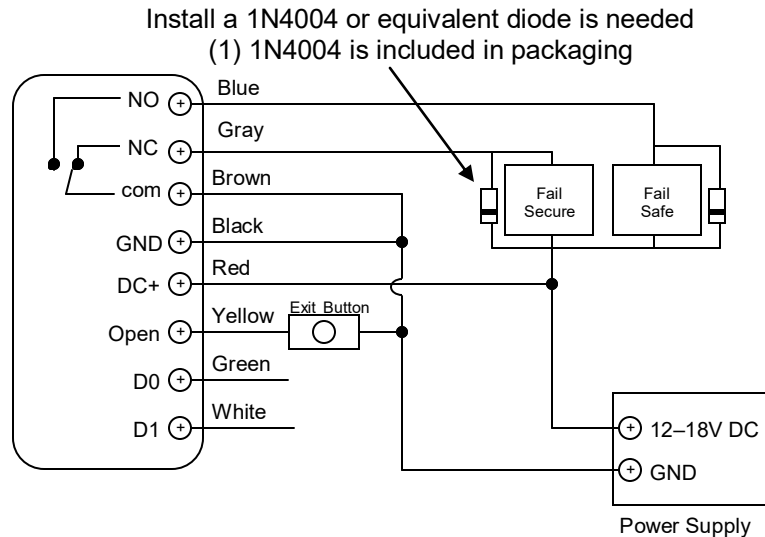 Install a 1N4004 or equivalent diode is needed
(1) 1N4004 is included in packaging
NO + Blue
NC + Gray
com + Brown
GND + Black
DC+ + Red
Open + Yellow
Exit Button
D0 + Green
D1 + White
Fail
Secure
Fail
Safe
+ 12–18V DC
+ GND
Power Supply